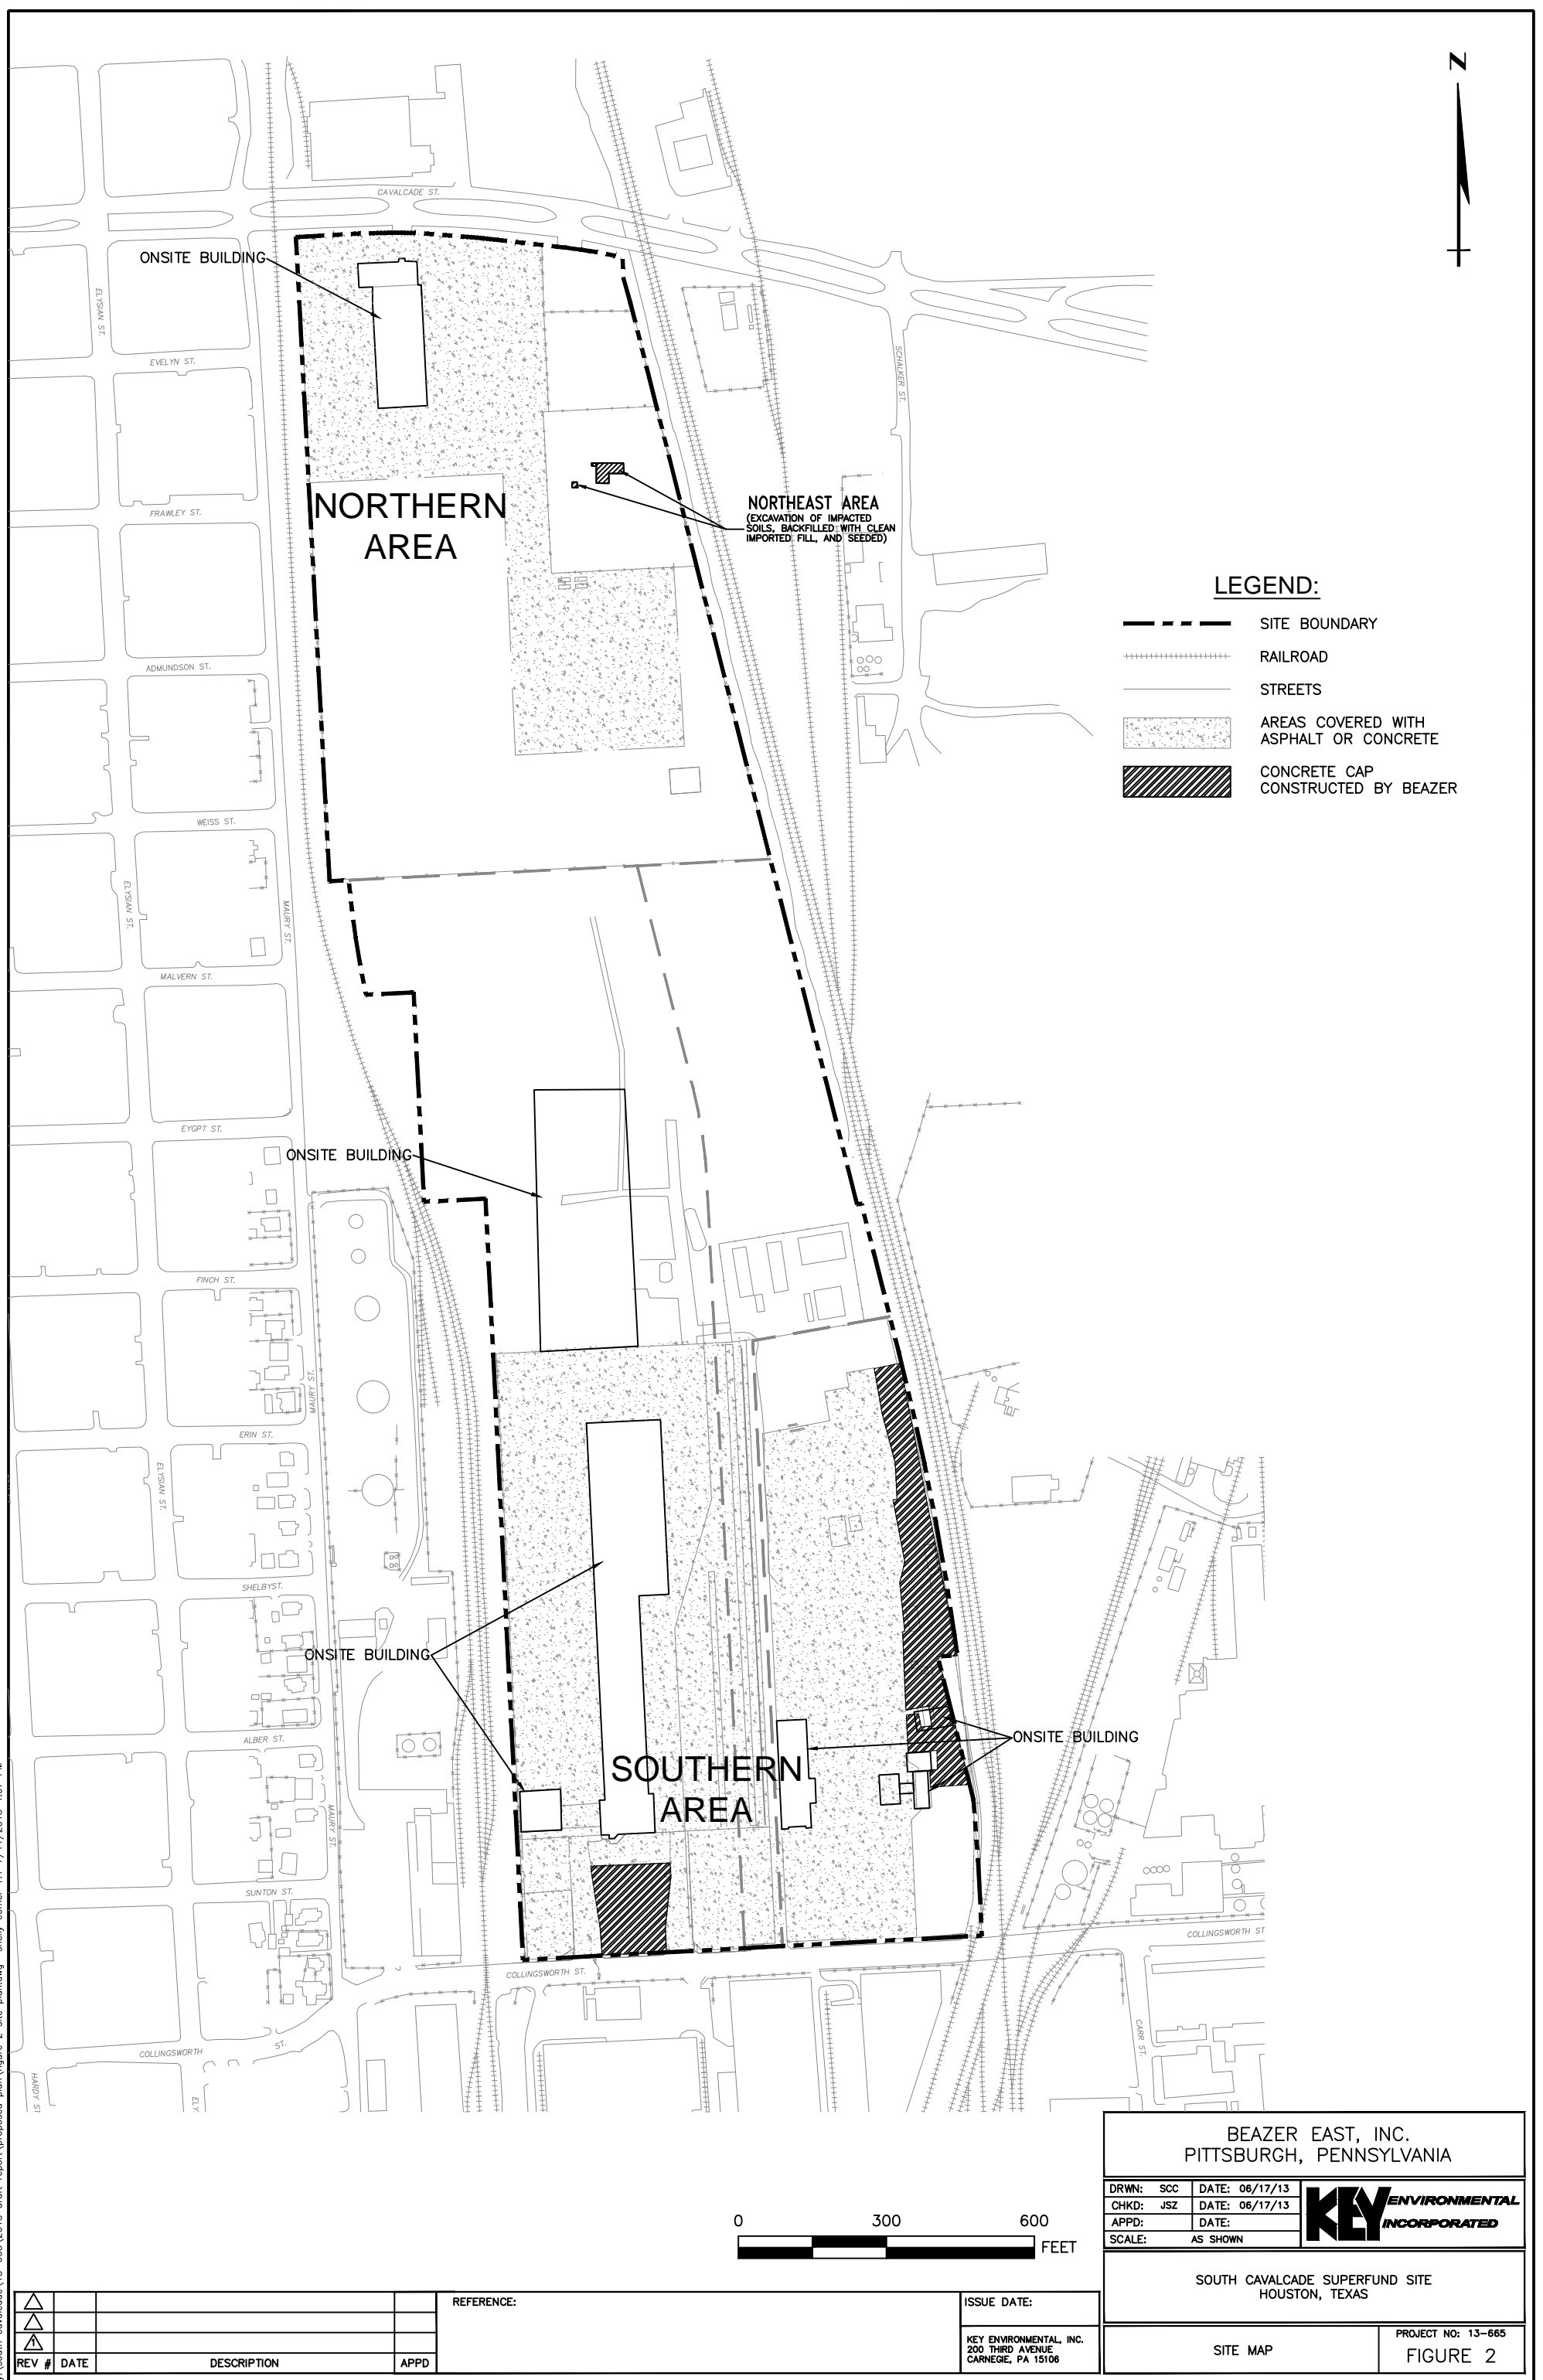 N
CAVALCADE ST.
ONSITE BUILDING
ELYSIAN ST.
EVELYN ST.
SCHALKER ST.
NORTHERN
AREA
NORTHEAST AREA
(EXCAVATION OF IMPACTED
SOILS, BACKFILLED WITH CLEAN
IMPORTED FILL, AND SEEDED)
FRAWLEY ST.
LEGEND:
SITE BOUNDARY
RAILROAD
STREETS
AREAS COVERED WITH
ASPHALT OR CONCRETE
CONCRETE CAP
CONSTRUCTED BY BEAZER
ADMUNDSON ST.
WEISS ST.
ELYSIAN ST.
MAURY ST.
MALVERN ST.
EYGPT ST.
ONSITE BUILDING
FINCH ST.
MAURY ST.
ERIN ST.
ELYSIAN ST.
SHELBYST.
ONSITE BUILDING
ALBER ST.
ONSITE BUILDING
SOUTHERN
AREA
MAURY ST.
SUNTON ST.
COLLINGSWORTH ST
COLLINGSWORTH ST.
COLLINGSWORTH ST.
CARR ST.
HARDY ST
ELY
BEAZER EAST, INC.
PITTSBURGH, PENNSYLVANIA
DRWN: SCC DATE: 06/17/13
CHKD: JSZ DATE: 06/17/13
APPD: DATE:
SCALE: AS SHOWN
KEY ENVIRONMENTAL
INCORPORATED
0 300 600
FEET
SOUTH CAVALCADE SUPERFUND SITE
HOUSTON, TEXAS
SITE MAP
PROJECT NO: 13-665
FIGURE 2
REFERENCE:
ISSUE DATE:
KEY ENVIRONMENTAL, INC.
200 THIRD AVENUE
CARNEGIE, PA 15106
1
REV # DATE DESCRIPTION APPD